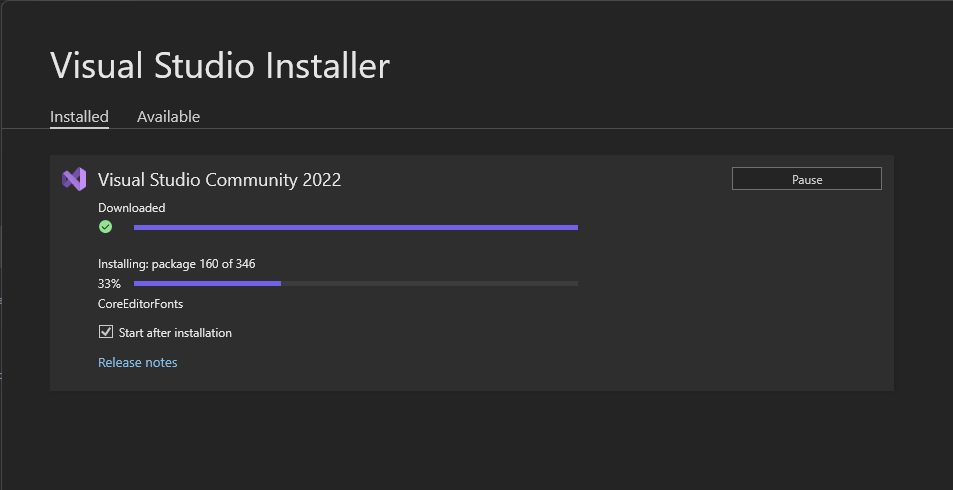 Visual Studio Installer
Installed Available
Visual Studio Community 2022
Pause
Downloaded
Installing: package 160 of 346
33%
CoreEditorFonts
Start after installation
Release notes